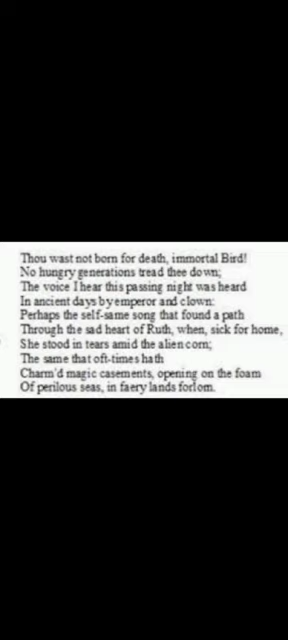 Thou wast not born for death, immortal Bird!
No hungry generations tread thee down;
The voice I hear this passing night was heard
In ancient days by emperor and clown:
Perhaps the self-same song that found a path
Through the sad heart of Ruth, when, sick for home,
She stood in tears amid the alien corn;
The same that oft-times hath
Charm'd magic casements, opening on the foam
Of perilous seas, in faery lands forlorn.